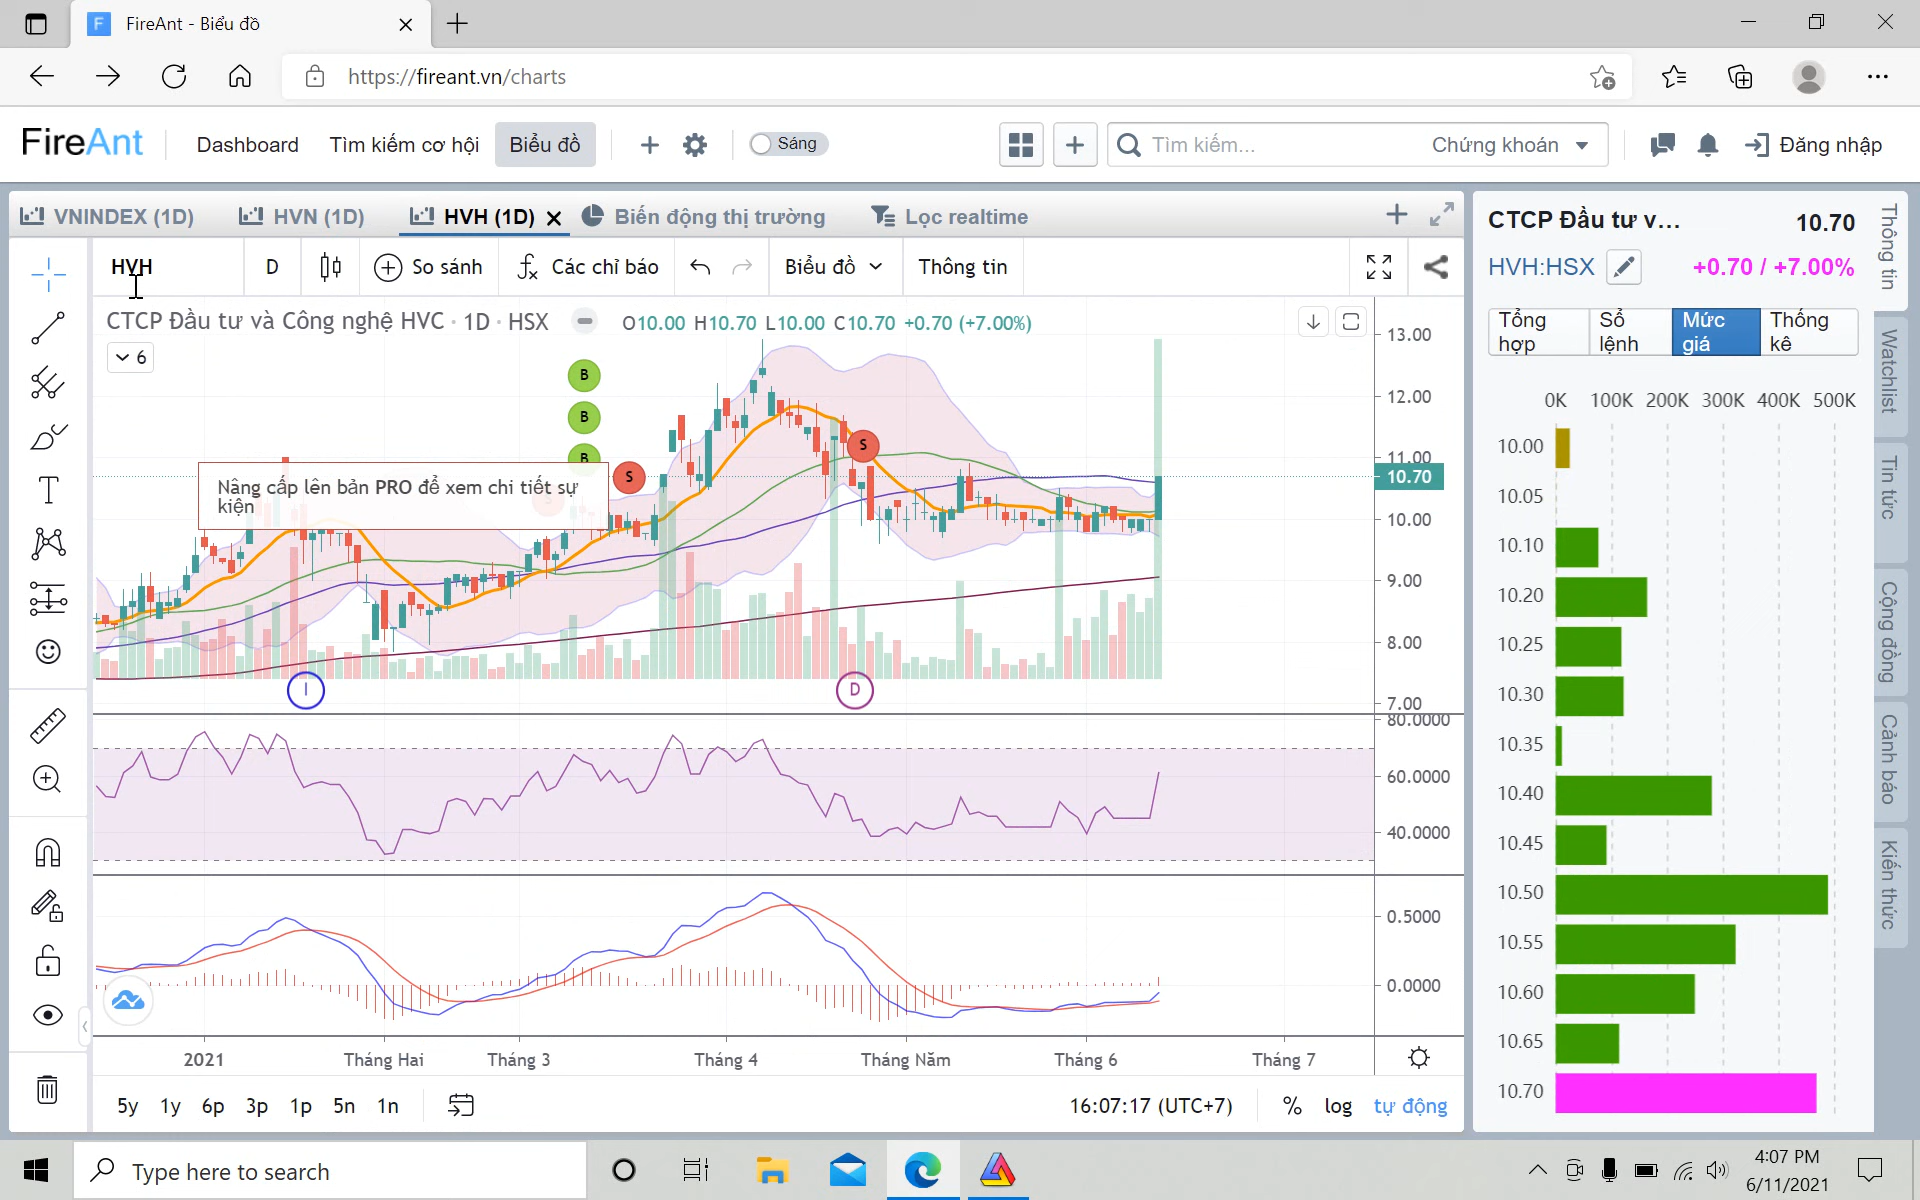 FireAnt - Biểu đồ
https://fireant.vn/charts
FireAnt
Dashboard
Tìm kiếm cơ hội
Biểu đồ
Sáng
Tìm kiếm...
Chứng khoán
Đăng nhập
VNINDEX (1D)
HVN (1D)
HVH (1D)
Biến động thị trường
Lọc realtime
HVH
D
So sánh
Các chỉ báo
Biểu đồ
Thông tin
CTCP Đầu tư và Công nghệ HVC · 1D · HSX
O10.00 H10.70 L10.00 C10.70 +0.70 (+7.00%)
6
B
B
B
S
S
Nâng cấp lên bản PRO để xem chi tiết sự
kiện
I
D
13.00
12.00
11.00
10.70
10.00
9.00
8.00
7.00
80.0000
60.0000
40.0000
0.5000
0.0000
2021
Tháng Hai
Tháng 3
Tháng 4
Tháng Năm
Tháng 6
Tháng 7
5y
1y
6p
3p
1p
5n
1n
16:07:17 (UTC+7)
%
log
tự động
CTCP Đầu tư v...
10.70
HVH:HSX
+0.70 / +7.00%
Tổng
hợp
Sổ
lệnh
Mức
giá
Thống
kê
0K
100K
200K
300K
400K
500K
10.00
10.05
10.10
10.20
10.25
10.30
10.35
10.40
10.45
10.50
10.55
10.60
10.65
10.70
Thông tin
Watchlist
Tin tức
Cộng đồng
Cảnh báo
Kiến thức
Type here to search
4:07 PM
6/11/2021